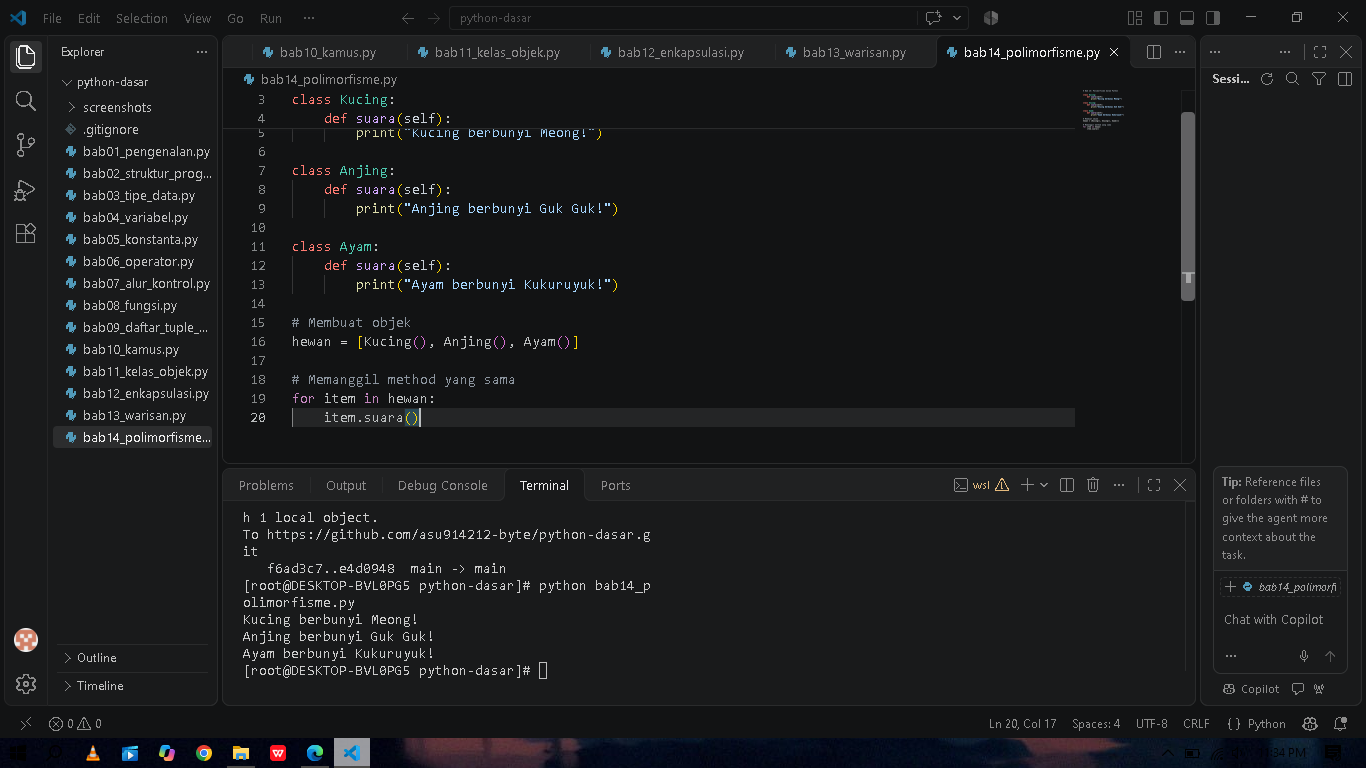 File Edit Selection View Go Run ···
python-dasar
Explorer ···
python-dasar
screenshots
.gitignore
bab01_pengenalan.py
bab02_struktur_prog...
bab03_tipe_data.py
bab04_variabel.py
bab05_konstanta.py
bab06_operator.py
bab07_alur_kontrol.py
bab08_fungsi.py
bab09_daftar_tuple_...
bab10_kamus.py
bab11_kelas_objek.py
bab12_enkapsulasi.py
bab13_warisan.py
bab14_polimorfisme...
Outline
Timeline
bab10_kamus.py bab11_kelas_objek.py bab12_enkapsulasi.py bab13_warisan.py bab14_polimorfisme.py
bab14_polimorfisme.py
3 class Kucing:
4     def suara(self):
5         print("Kucing berbunyi Meong!")
6
7 class Anjing:
8     def suara(self):
9         print("Anjing berbunyi Guk Guk!")
10
11 class Ayam:
12     def suara(self):
13         print("Ayam berbunyi Kukuruyuk!")
14
15 # Membuat objek
16 hewan = [Kucing(), Anjing(), Ayam()]
17
18 # Memanggil method yang sama
19 for item in hewan:
20     item.suara()
Problems Output Debug Console Terminal Ports
wsl
h 1 local object.
To https://github.com/asu914212-byte/python-dasar.g
it
   f6ad3c7..e4d0948  main -> main
[root@DESKTOP-BVL0PG5 python-dasar]# python bab14_p
olimorfisme.py
Kucing berbunyi Meong!
Anjing berbunyi Guk Guk!
Ayam berbunyi Kukuruyuk!
[root@DESKTOP-BVL0PG5 python-dasar]#
Sessi...
Tip: Reference files
or folders with # to
give the agent more
context about the
task.
bab14_polimorfi
Chat with Copilot
Copilot
0 0
Ln 20, Col 17 Spaces: 4 UTF-8 CRLF {} Python